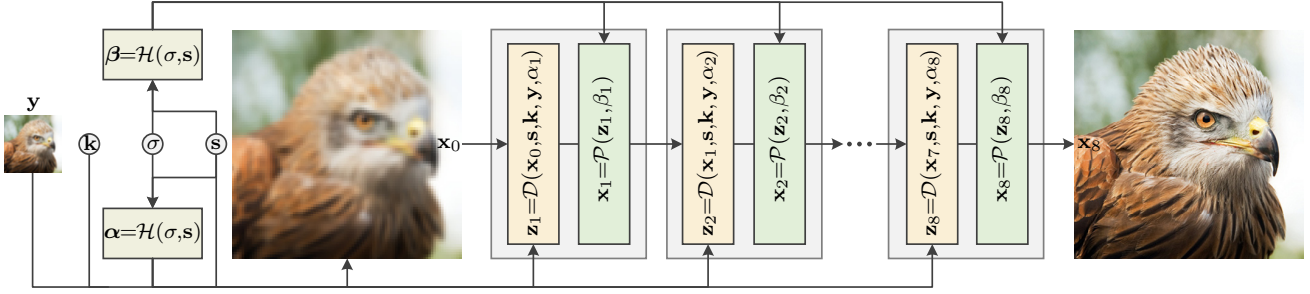 y
k
σ
s
β=H(σ,s)
α=H(σ,s)
x₀
z₁=D(x₀,s,k,y,α₁)
x₁=P(z₁,β₁)
z₂=D(x₁,s,k,y,α₂)
x₂=P(z₂,β₂)
•••
z₈=D(x₇,s,k,y,α₈)
x₈=P(z₈,β₈)
x₈